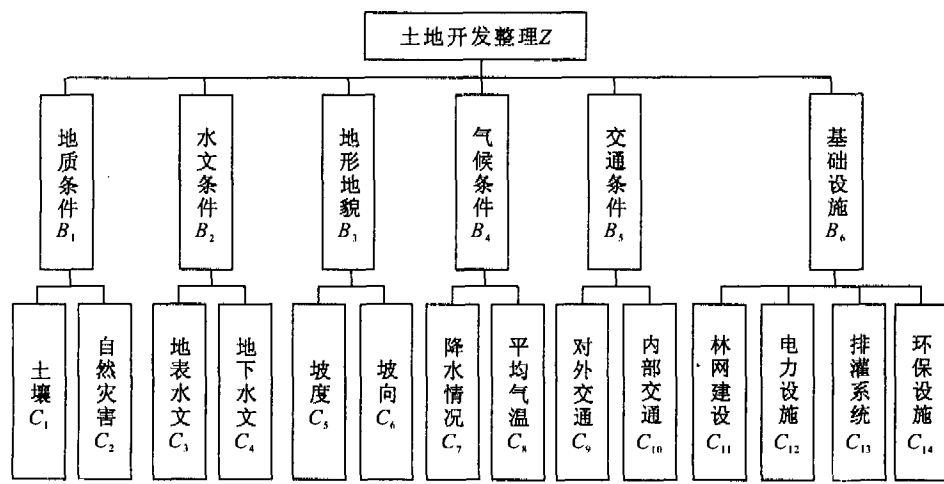 土地开发整理Z
地质条件B₁
水文条件B₂
地形地貌B₃
气候条件B₄
交通条件B₅
基础设施B₆
土壤C₁
自然灾害C₂
地表水文C₃
地下水文C₄
坡度C₅
坡向C₆
降水情况C₇
平均气温C₈
对外交通C₉
内部交通C₁₀
林网建设C₁₁
电力设施C₁₂
排灌系统C₁₃
环保设施C₁₄